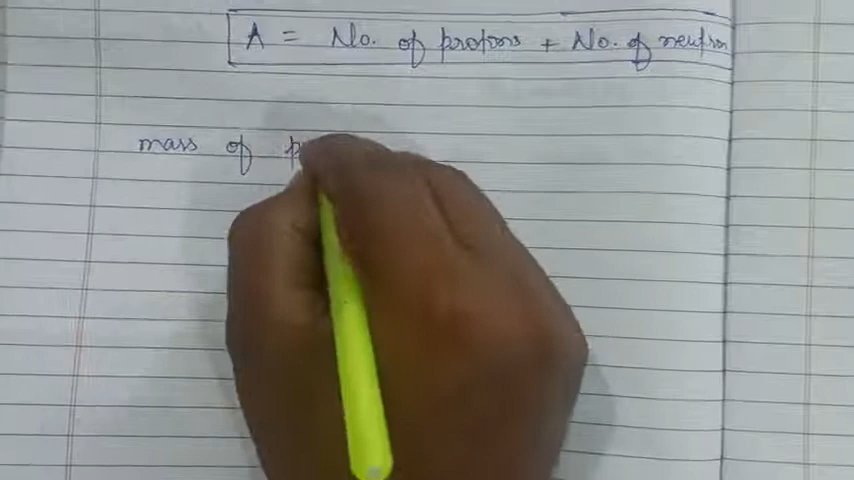 A = No. of protons + No. of neutron
mass of p